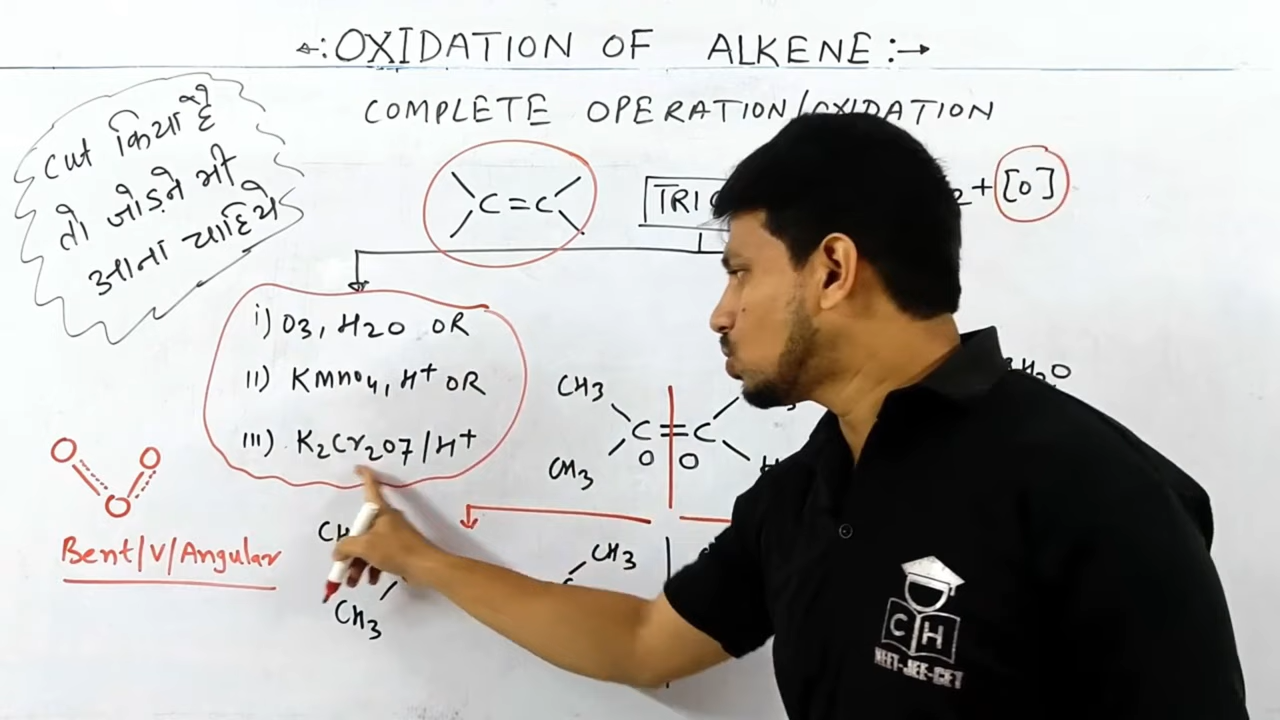 ←: OXIDATION OF ALKENE :→
COMPLETE OPERATION/OXIDATION
cut किया है
तो जोड़ने भी
आना चाहिये
C=C
TRI
2 + [O]
i) O3, H2O OR
ii) KMnO4, H+ OR
iii) K2Cr2O7/H+
CH3
C=C
CH3
O O
H2O
O O
O
Bent/V/Angular
CH3
CH3
C H
NEET-JEE-CET